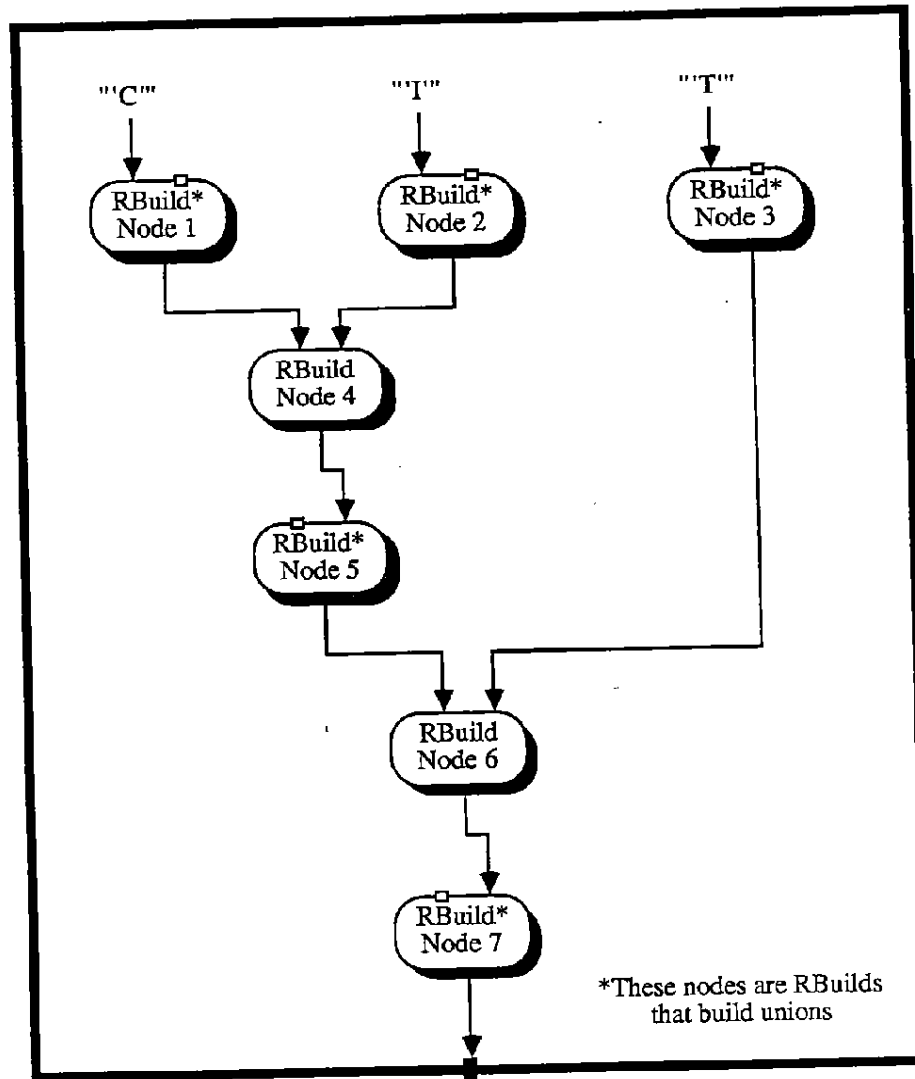 "'C'"
"'I'"
"'T'"
RBuild*
Node 1
RBuild*
Node 2
RBuild*
Node 3
RBuild
Node 4
RBuild*
Node 5
RBuild
Node 6
RBuild*
Node 7
*These nodes are RBuilds
that build unions